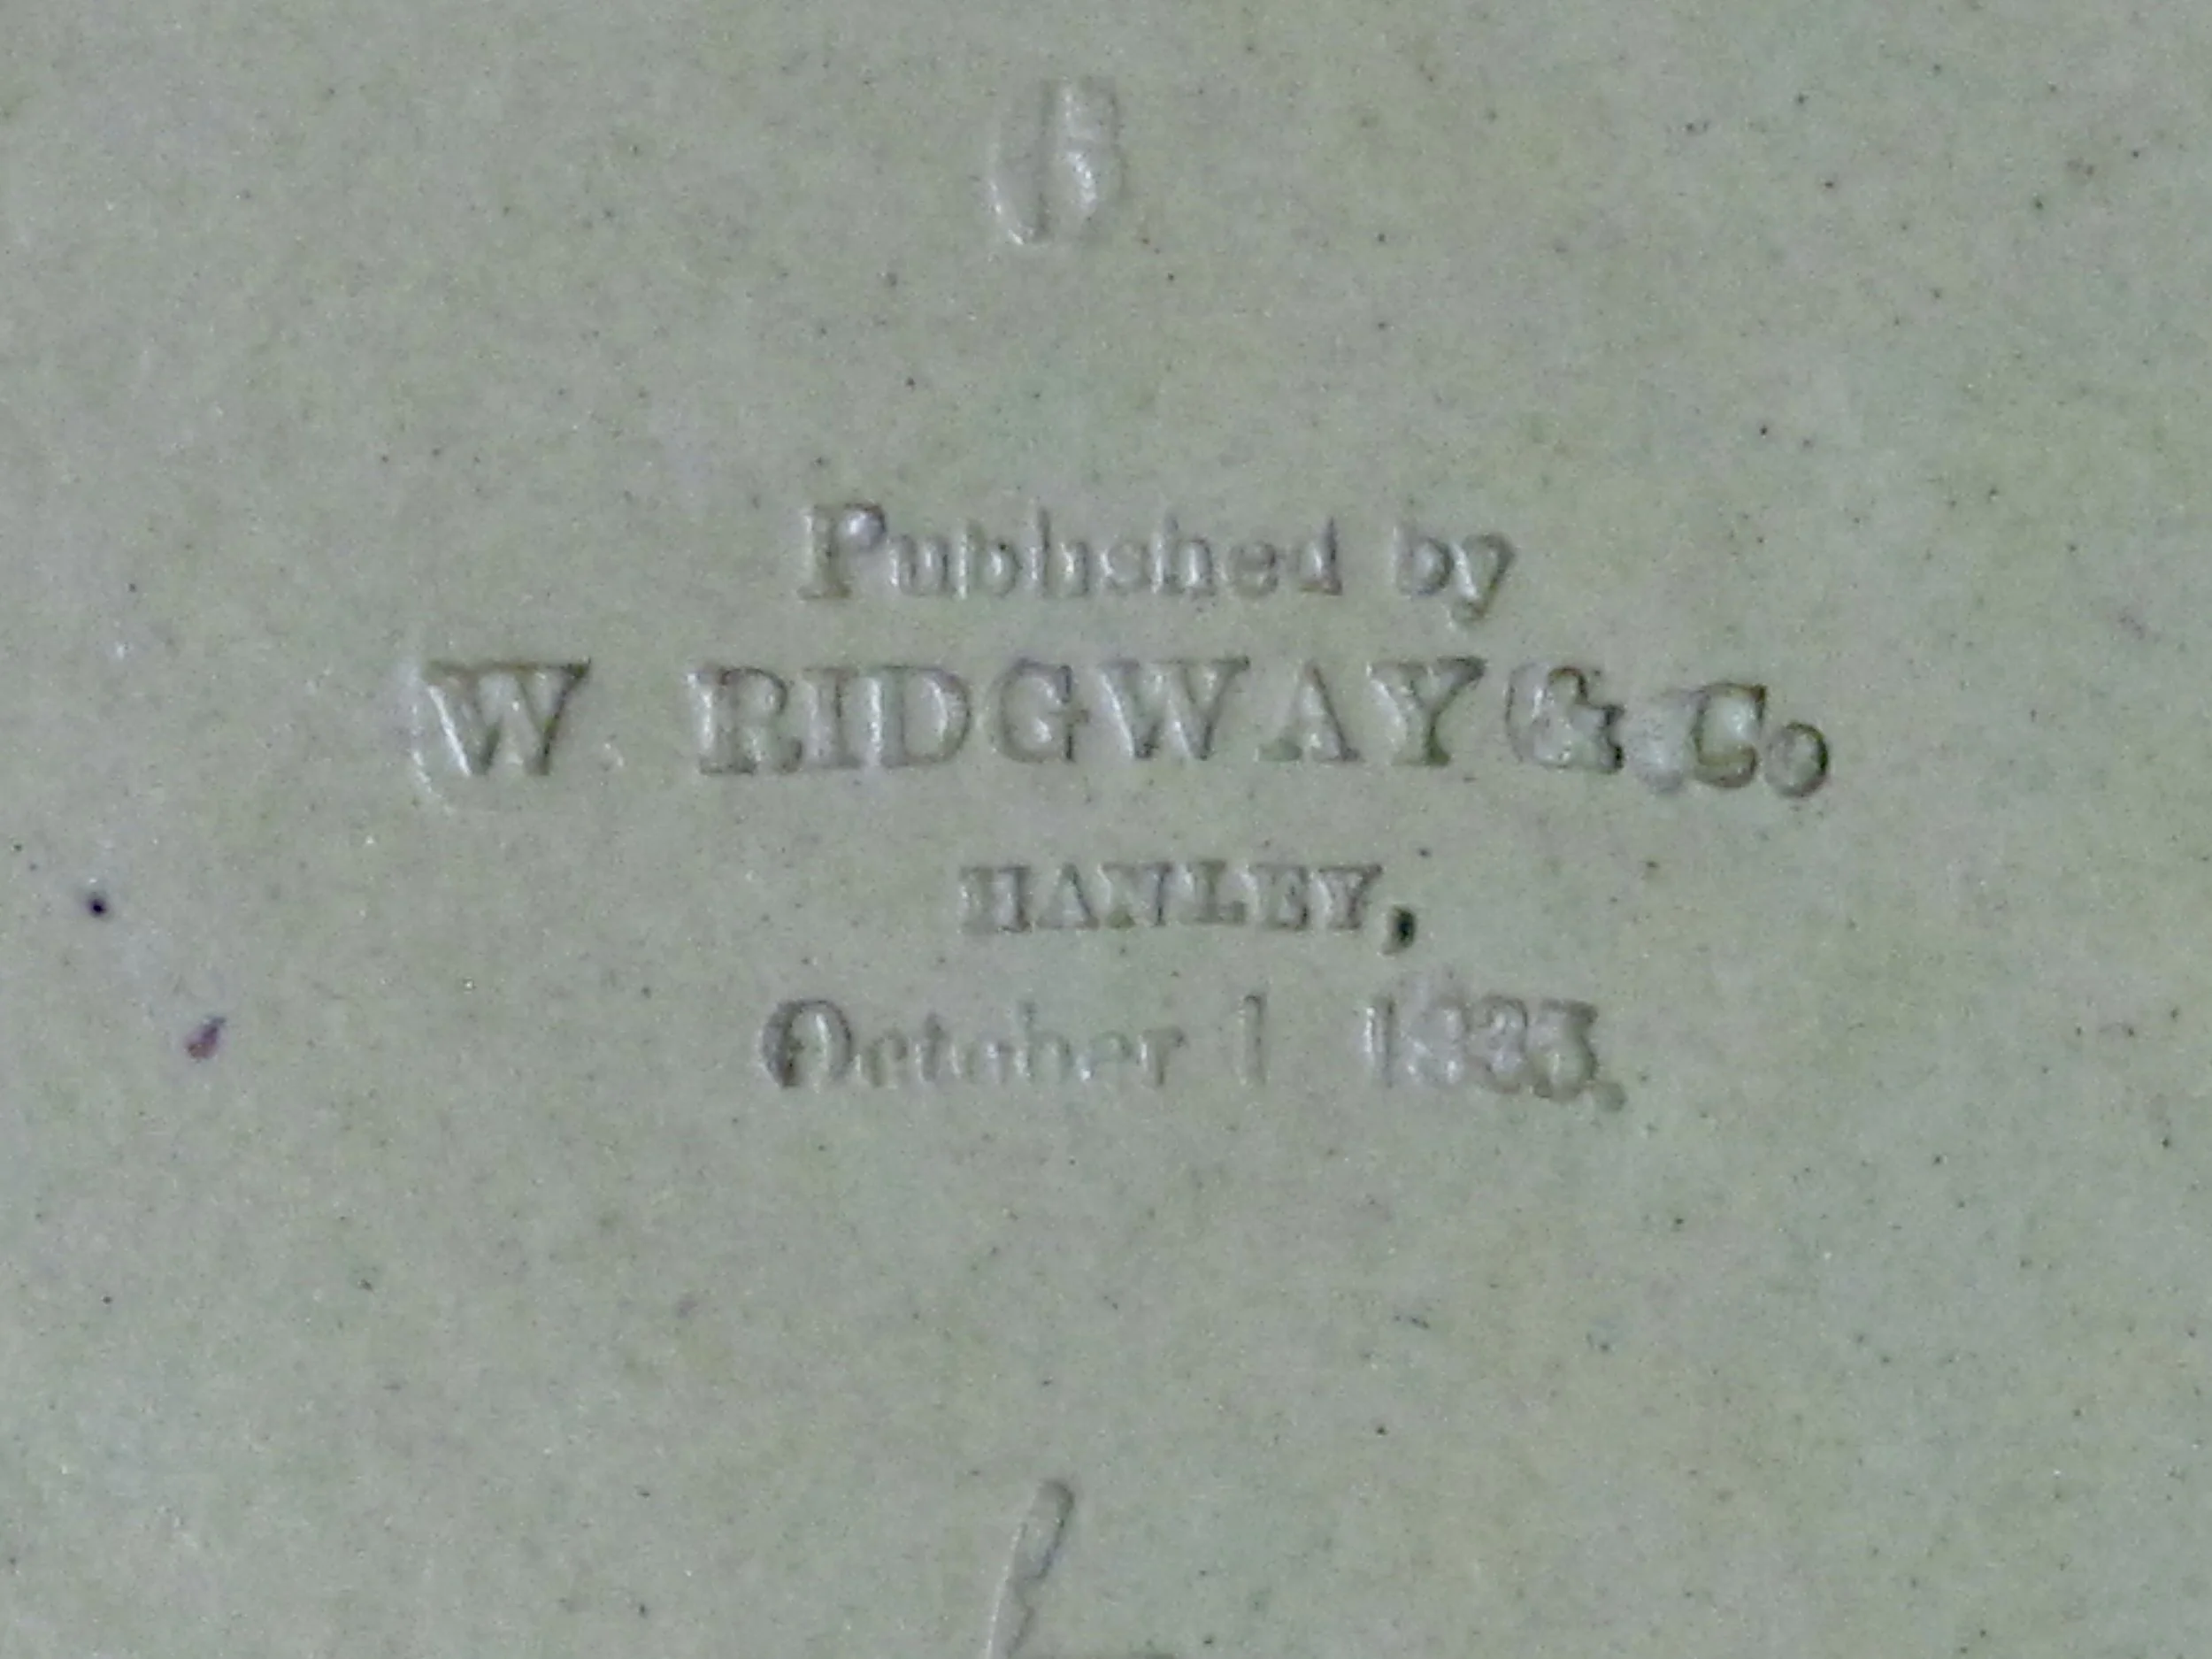 Published by
W. RIDGWAY & Co
HANLEY,
October 1 1835.